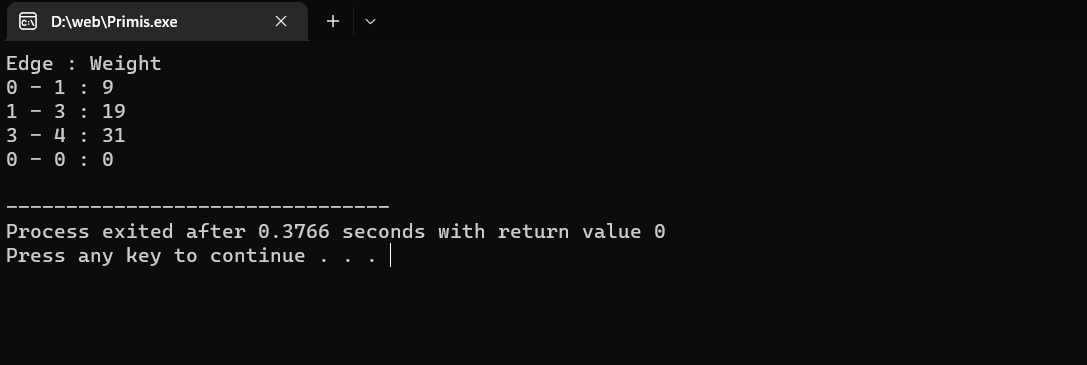 D:\web\Primis.exe
Edge : Weight
0 - 1 : 9
1 - 3 : 19
3 - 4 : 31
0 - 0 : 0
--------------------------------
Process exited after 0.3766 seconds with return value 0
Press any key to continue . . .